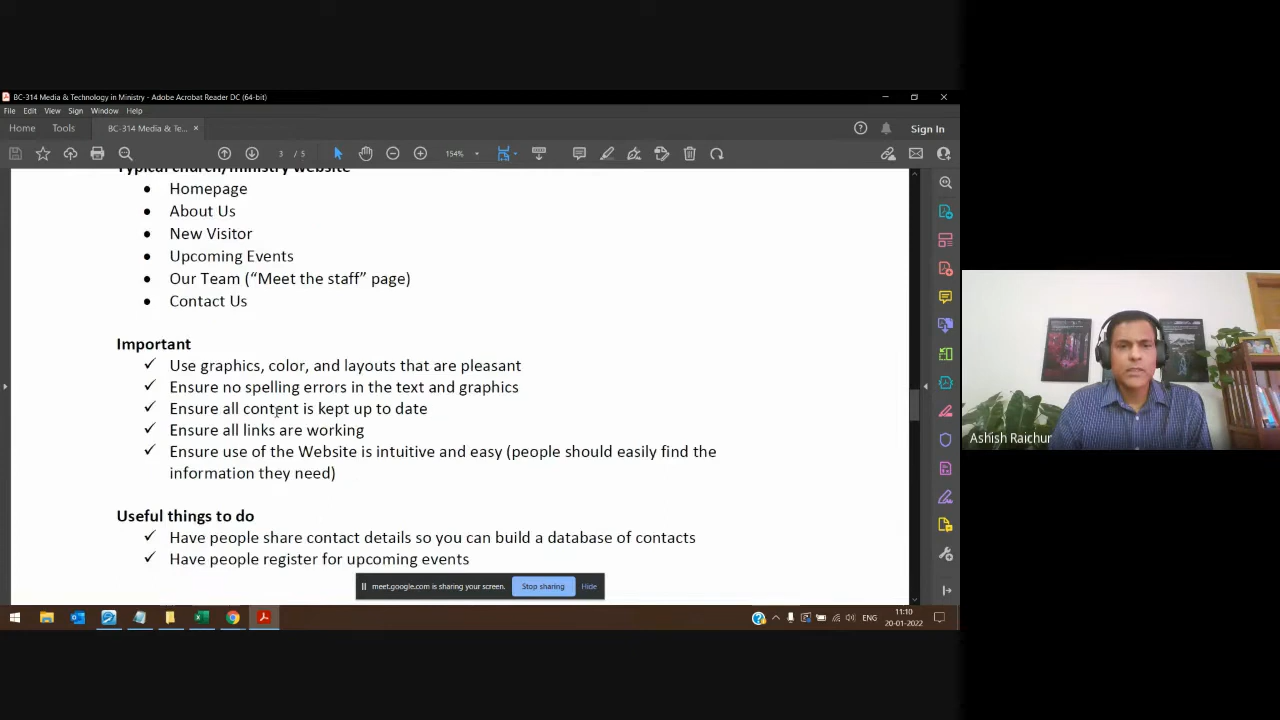 BC-314 Media & Technology in Ministry - Adobe Acrobat Reader DC (64-bit)
File Edit View Sign Window Help
Home Tools BC-314 Media & Te... × Sign In
3 / 5 154%
Typical church/ministry website
• Homepage
• About Us
• New Visitor
• Upcoming Events
• Our Team (“Meet the staff” page)
• Contact Us
Important
✓ Use graphics, color, and layouts that are pleasant
✓ Ensure no spelling errors in the text and graphics
✓ Ensure all content is kept up to date
✓ Ensure all links are working
✓ Ensure use of the Website is intuitive and easy (people should easily find the
information they need)
Useful things to do
✓ Have people share contact details so you can build a database of contacts
✓ Have people register for upcoming events
meet.google.com is sharing your screen. Stop sharing Hide
ENG
11:10
20-01-2022
Ashish Raichur